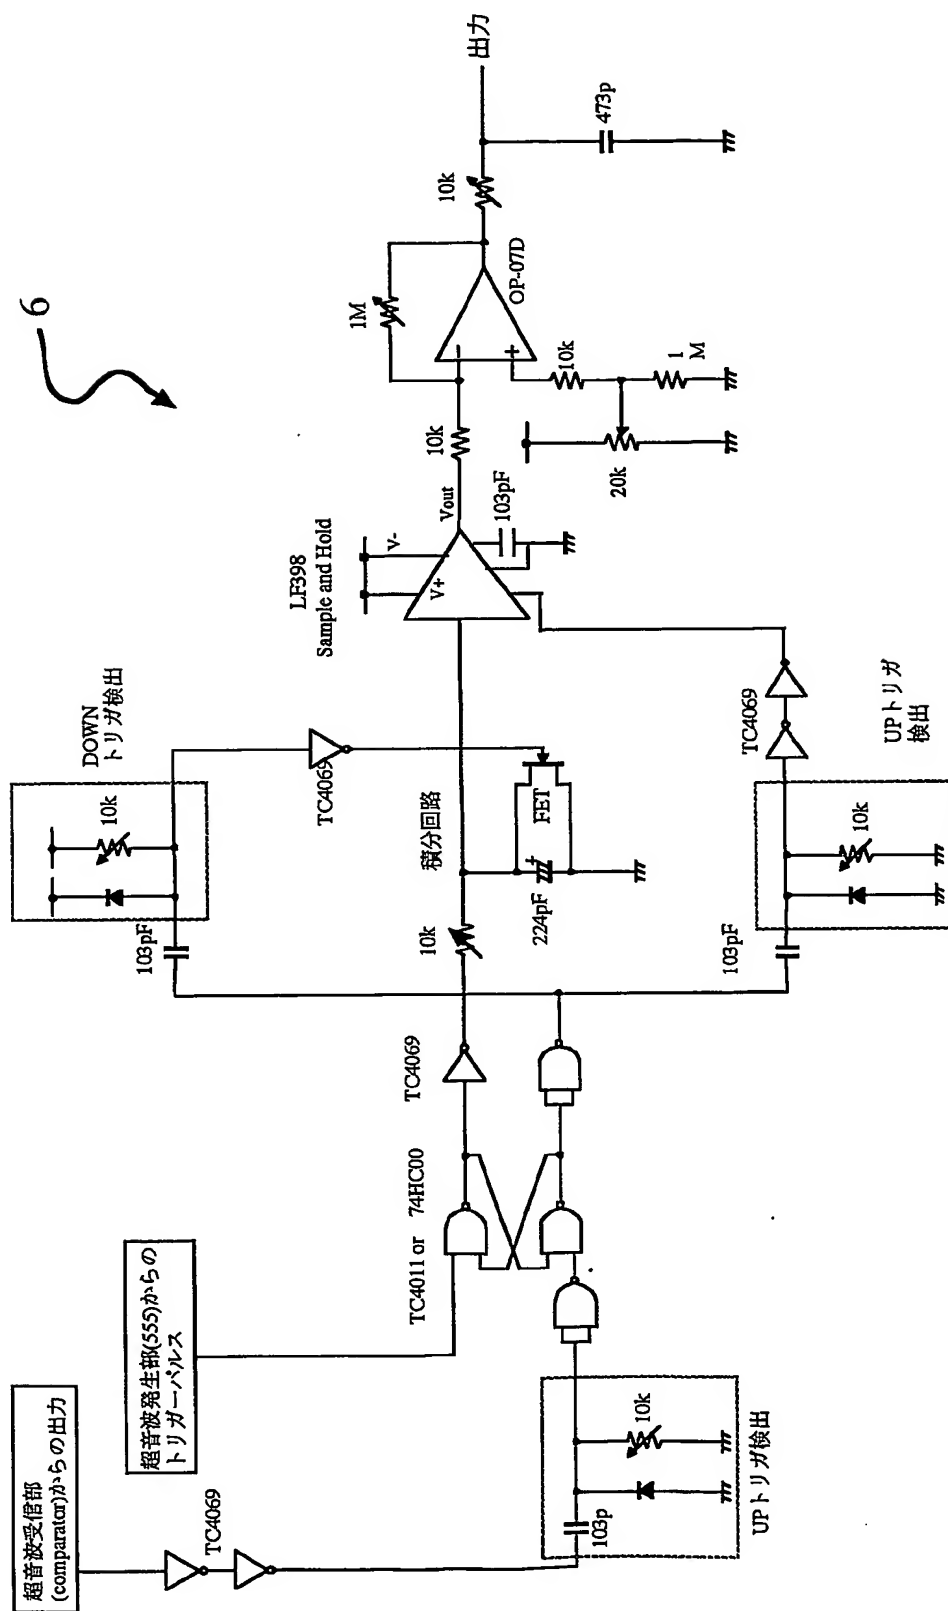 6
超音波受信部
(comparator)からの出力
TC4069
超音波発生部(555)からの
トリガーパルス
103p
10k
UPトリガ検出
TC4011 or 74HC00
TC4069
10k
積分回路
224pF
FET
103pF
10k
DOWN
トリガ検出
TC4069
103pF
10k
UPトリガ
検出
TC4069
LF398
Sample and Hold
V+
V-
Vout
103pF
10k
1M
OP-07D
10k
1
M
20k
10k
473p
出力